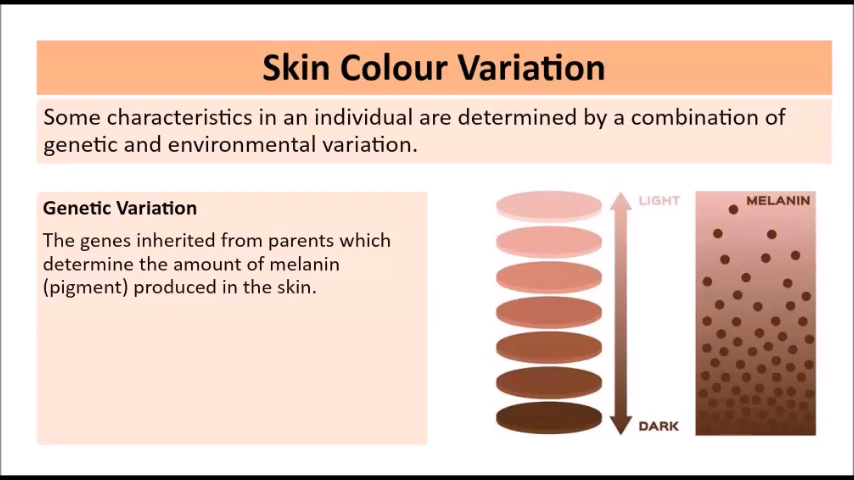 Skin Colour Variation
Some characteristics in an individual are determined by a combination of
genetic and environmental variation.
Genetic Variation
The genes inherited from parents which
determine the amount of melanin
(pigment) produced in the skin.
LIGHT
DARK
MELANIN